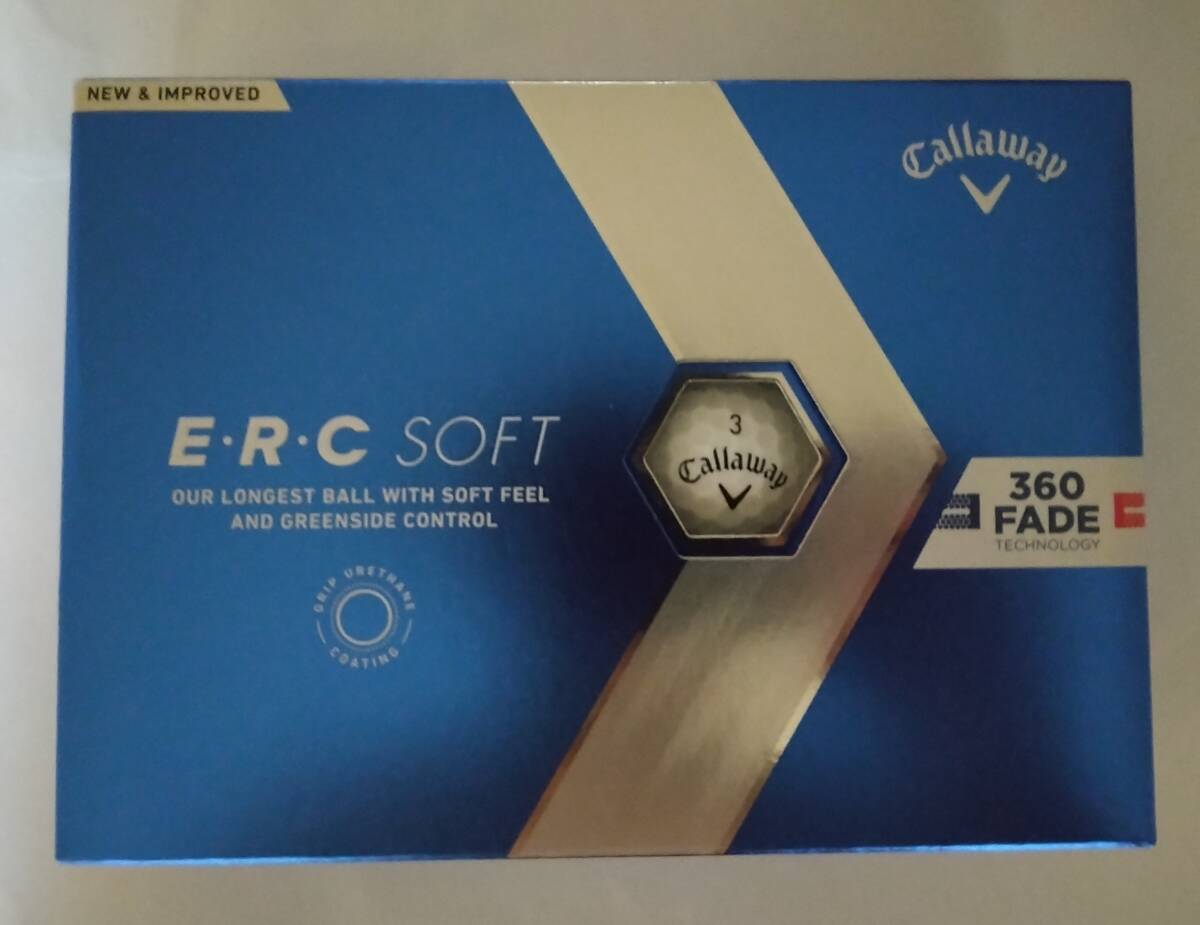 NEW & IMPROVED
Callaway
E·R·C SOFT
OUR LONGEST BALL WITH SOFT FEEL
AND GREENSIDE CONTROL
GRIP URETHANE
COATING
3
Callaway
360
FADE
TECHNOLOGY